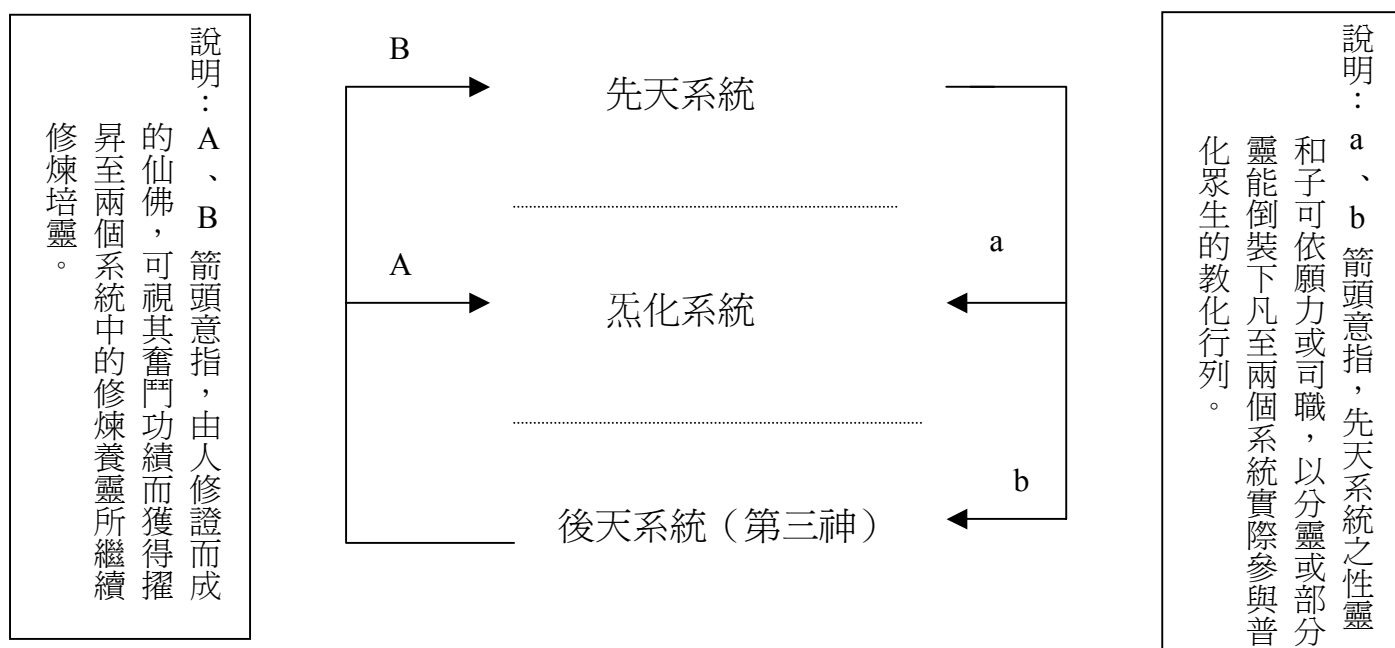 說明：A、B 箭頭意指，由人修證而成
的仙佛，可視其奮鬥功績而獲得擢
昇至兩個系統中的修煉養靈所繼續
修煉培靈。
B
先天系統
A
炁化系統
a
後天系統（第三神）
b
說明：a、b 箭頭意指，先天系統之性靈
和子可依願力或司職，以分靈或部分
靈能倒裝下凡至兩個系統實際參與普
化眾生的教化行列。